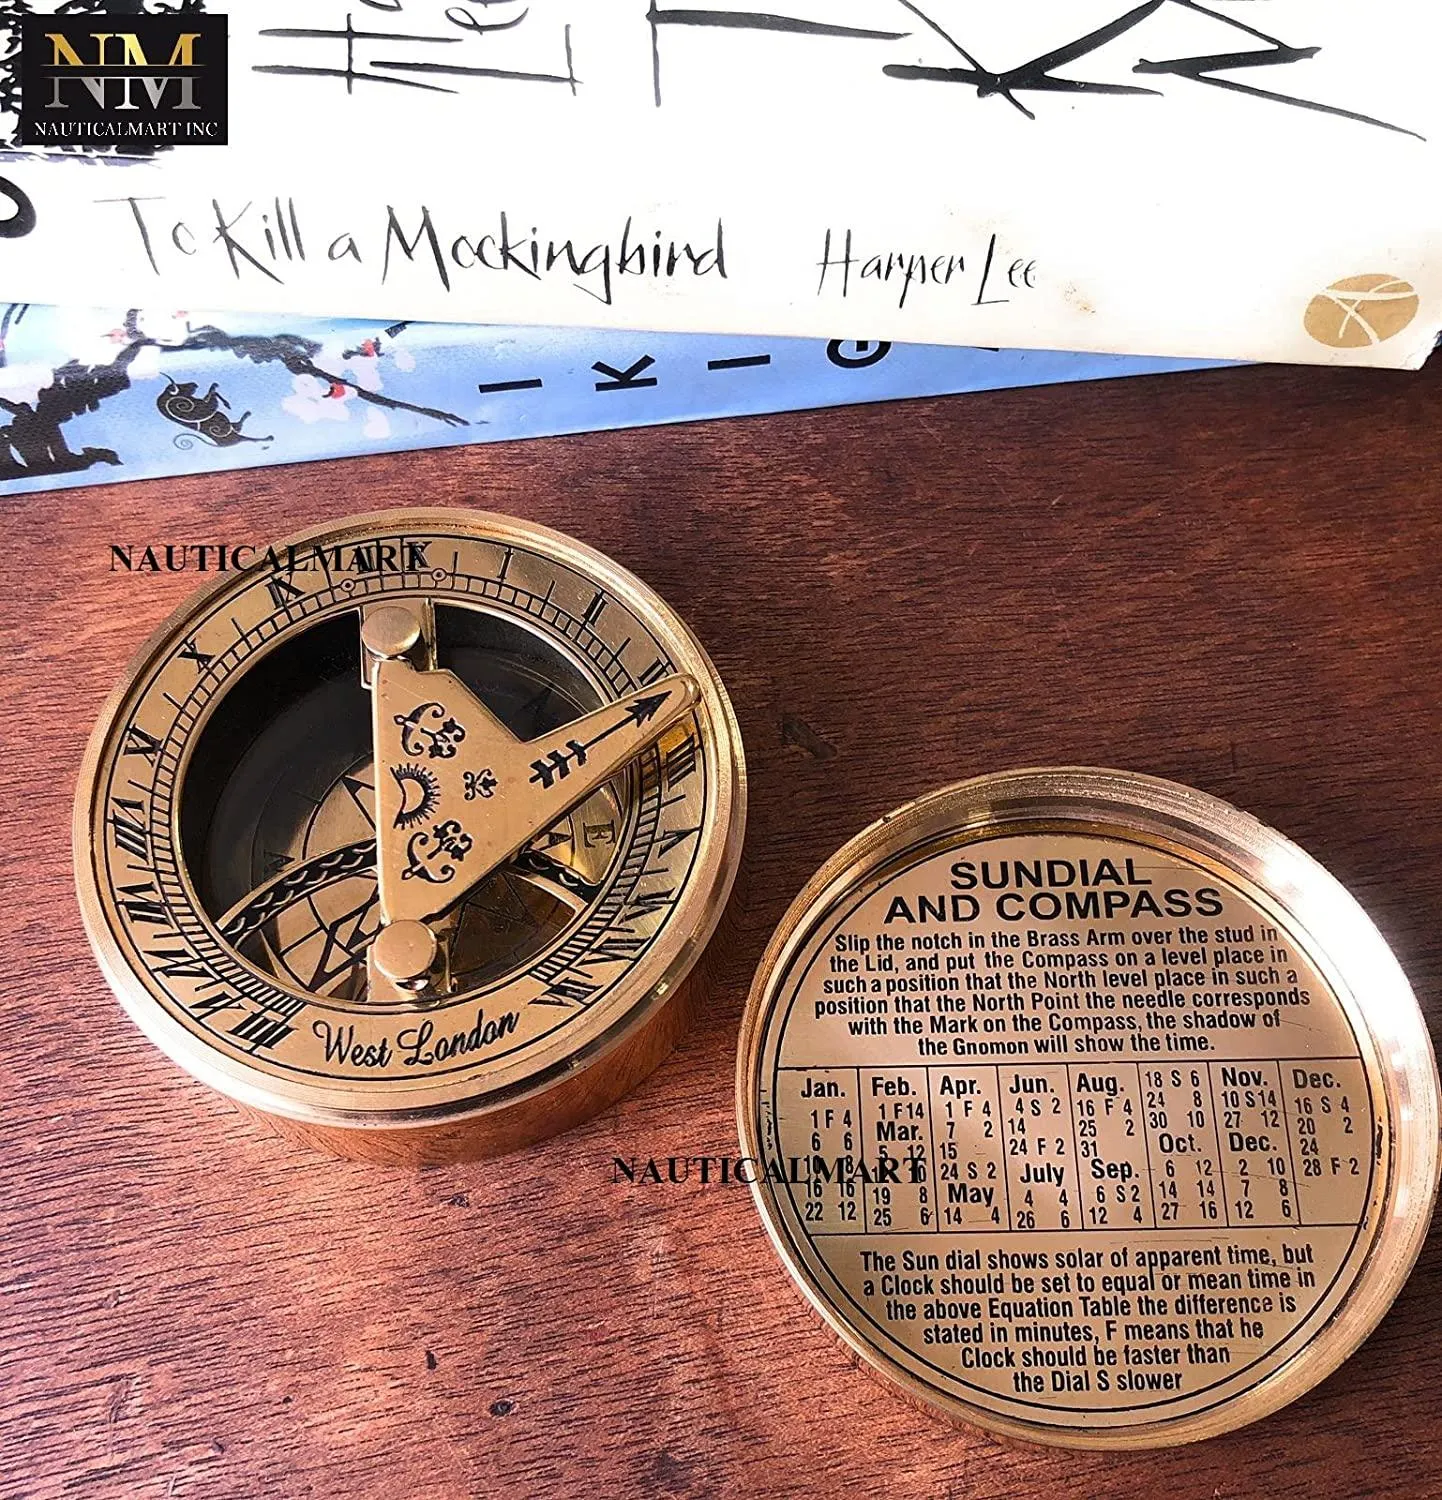 NM
NAUTICALMART INC
To Kill a Mockingbird Harper Lee
IKIG
NAUTICALMART
West London
SUNDIAL
AND COMPASS
Slip the notch in the Brass Arm over the stud in
the Lid, and put the Compass on a level place in
such a position that the North level place in such a
position that the North Point the needle corresponds
with the Mark on the Compass, the shadow of
the Gnomon will show the time.
Jan. Feb. Apr. Jun. Aug. 18 S 6 Nov. Dec.
1 F 4 1 F 14 1 F 4 4 S 2 16 F 4 24 8 10 S 14 16 S 4
6 6 Mar. 7 2 14 25 2 30 10 27 12 20 2
10 8 5 12 15 24 F 2 31 Oct. Dec. 24
16 16 12 6 24 S 2 July Sep. 6 12 2 10 28 F 2
22 12 19 8 May 4 4 6 S 2 14 14 7 8
25 6 14 4 26 6 12 4 27 16 12 6
NAUTICALMART
The Sun dial shows solar of apparent time, but
a Clock should be set to equal or mean time in
the above Equation Table the difference is
stated in minutes, F means that he
Clock should be faster than
the Dial S slower